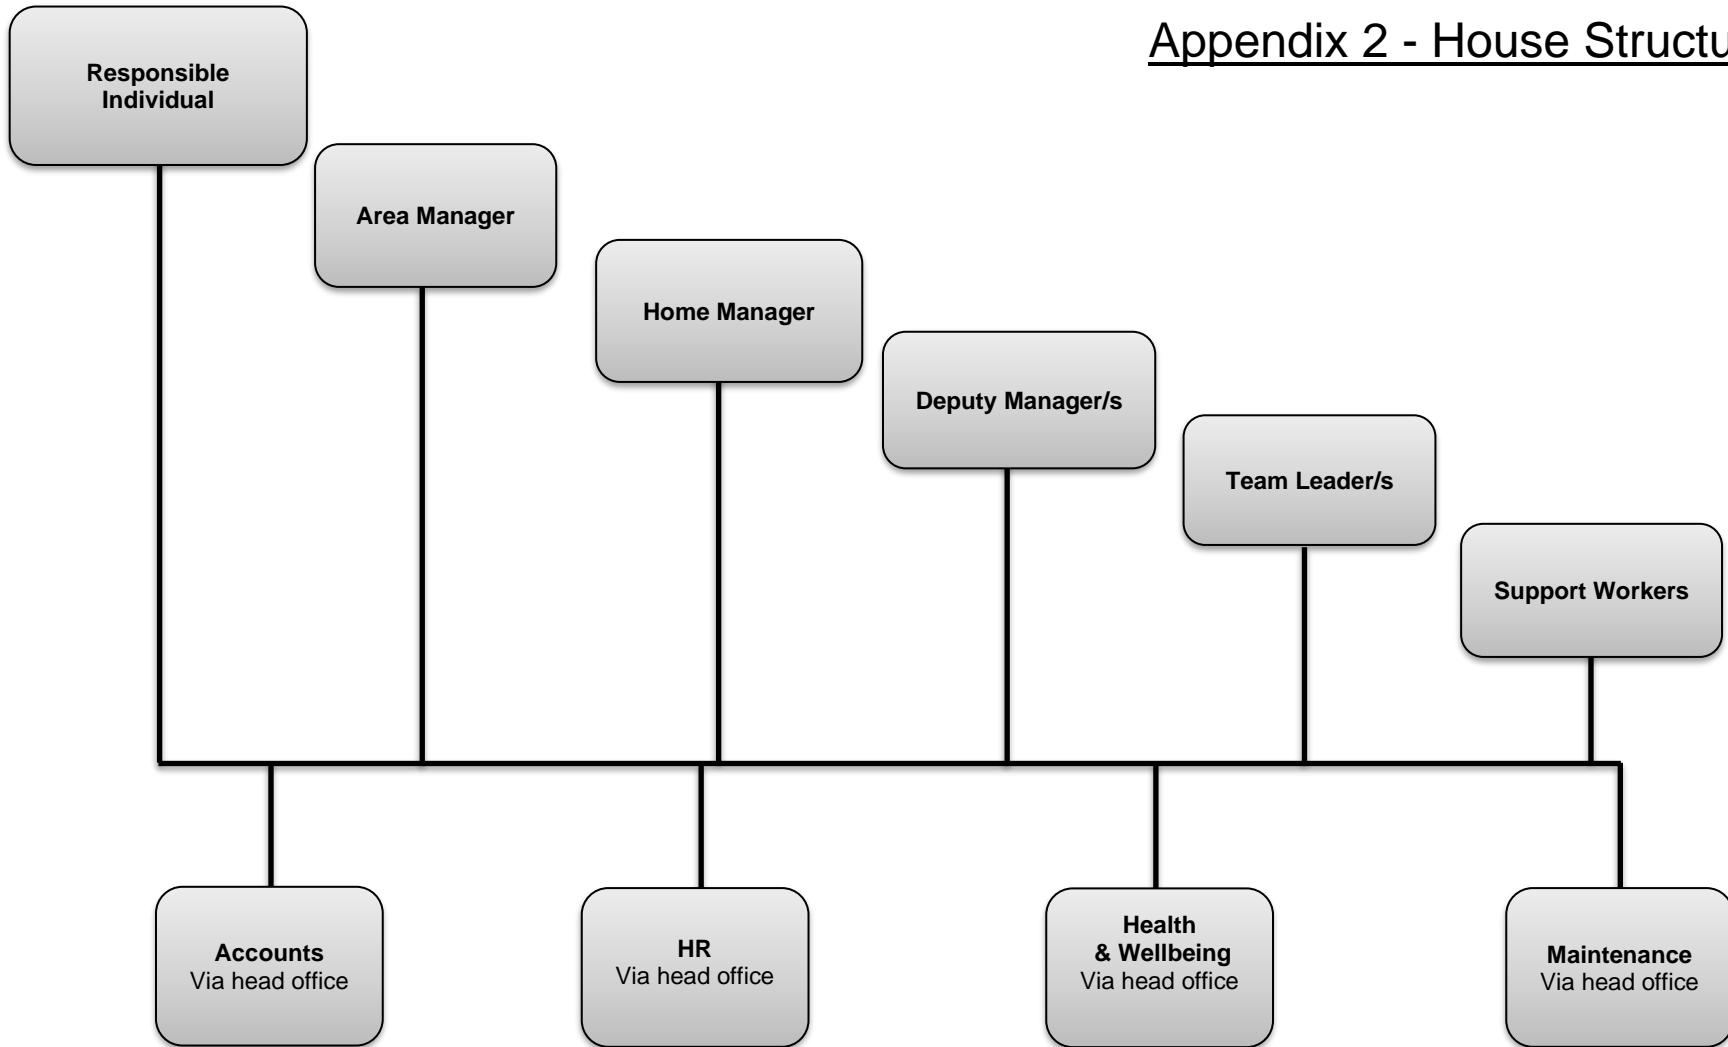 Appendix 2 - House Structu
Responsible
Individual
Area Manager
Home Manager
Deputy Manager/s
Team Leader/s
Support Workers
Accounts
Via head office
HR
Via head office
Health
& Wellbeing
Via head office
Maintenance
Via head office